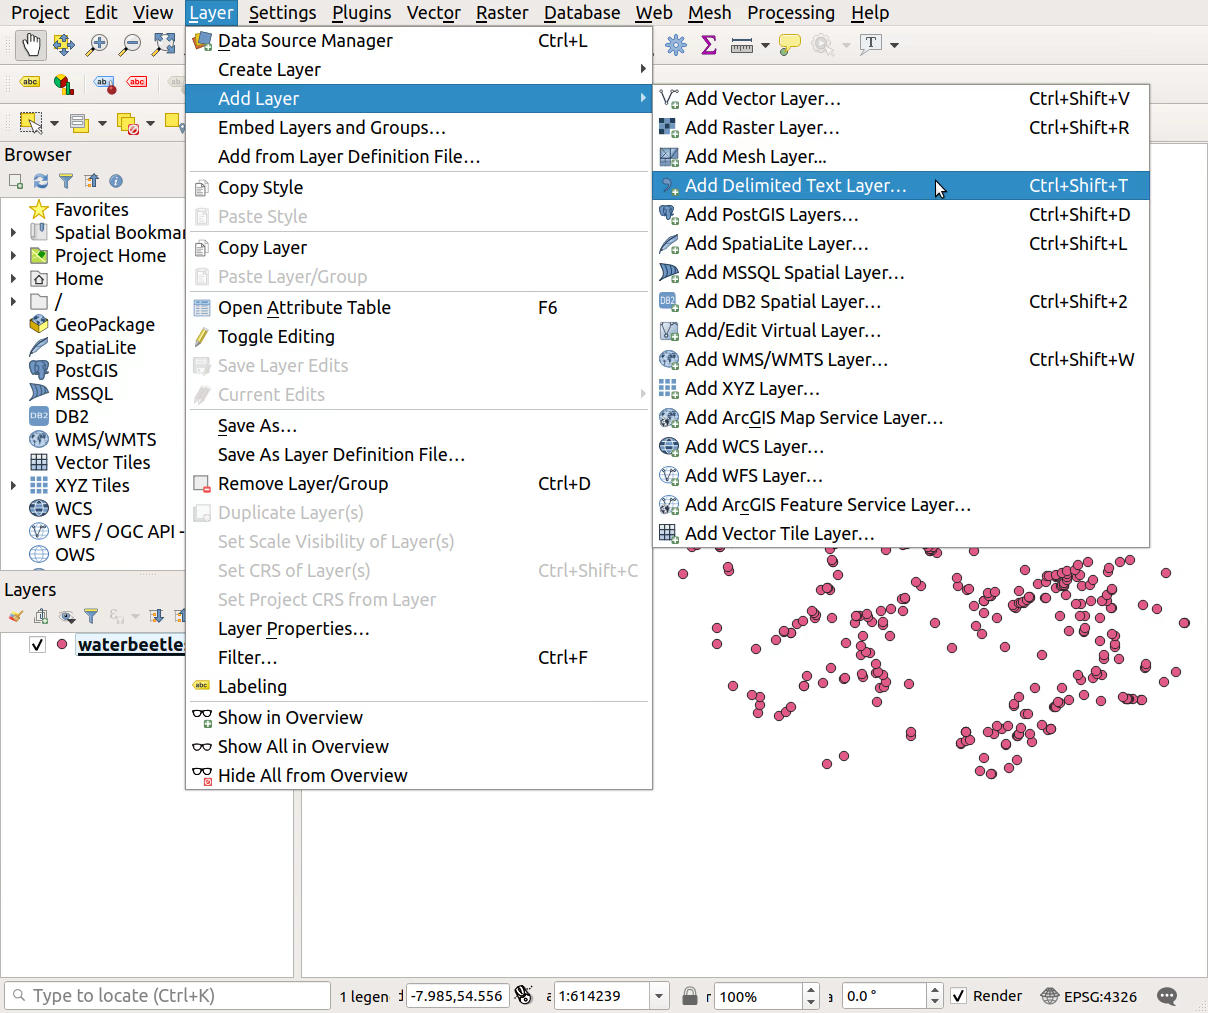 Project Edit View Layer Settings Plugins Vector Raster Database Web Mesh Processing Help
Data Source Manager Ctrl+L
Create Layer
Add Layer
Embed Layers and Groups...
Add from Layer Definition File...
Copy Style
Paste Style
Copy Layer
Paste Layer/Group
Open Attribute Table F6
Toggle Editing
Save Layer Edits
Current Edits
Save As...
Save As Layer Definition File...
Remove Layer/Group Ctrl+D
Duplicate Layer(s)
Set Scale Visibility of Layer(s)
Set CRS of Layer(s) Ctrl+Shift+C
Set Project CRS from Layer
Layer Properties...
Filter... Ctrl+F
abc Labeling
Show in Overview
Show All in Overview
Hide All from Overview
Add Vector Layer... Ctrl+Shift+V
Add Raster Layer... Ctrl+Shift+R
Add Mesh Layer...
Add Delimited Text Layer... Ctrl+Shift+T
Add PostGIS Layers... Ctrl+Shift+D
Add SpatiaLite Layer... Ctrl+Shift+L
Add MSSQL Spatial Layer...
DB2 Add DB2 Spatial Layer... Ctrl+Shift+2
Add/Edit Virtual Layer...
Add WMS/WMTS Layer... Ctrl+Shift+W
Add XYZ Layer...
Add ArcGIS Map Service Layer...
Add WCS Layer...
Add WFS Layer...
Add ArcGIS Feature Service Layer...
Add Vector Tile Layer...
abc ab abc
Browser
Favorites
Spatial Bookmar
Project Home
Home
/
GeoPackage
SpatiaLite
PostGIS
MSSQL
DB2 DB2
WMS/WMTS
Vector Tiles
XYZ Tiles
WCS
WFS / OGC API -
OWS
Layers
waterbeetles
Type to locate (Ctrl+K) 1 legen d -7.985,54.556 a 1:614239 r 100% a 0.0 ° Render EPSG:4326